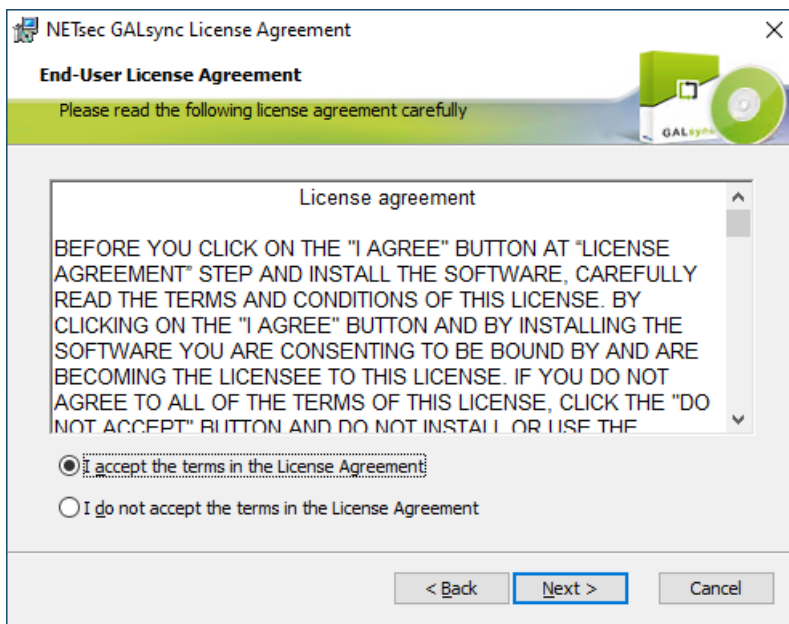 NETsec GALsync License Agreement
End-User License Agreement
Please read the following license agreement carefully
GALsync
License agreement
BEFORE YOU CLICK ON THE "I AGREE" BUTTON AT “LICENSE
AGREEMENT” STEP AND INSTALL THE SOFTWARE, CAREFULLY
READ THE TERMS AND CONDITIONS OF THIS LICENSE. BY
CLICKING ON THE "I AGREE" BUTTON AND BY INSTALLING THE
SOFTWARE YOU ARE CONSENTING TO BE BOUND BY AND ARE
BECOMING THE LICENSEE TO THIS LICENSE. IF YOU DO NOT
AGREE TO ALL OF THE TERMS OF THIS LICENSE, CLICK THE "DO
NOT ACCEPT" BUTTON AND DO NOT INSTALL OR USE THE
I accept the terms in the License Agreement
I do not accept the terms in the License Agreement
< Back Next > Cancel